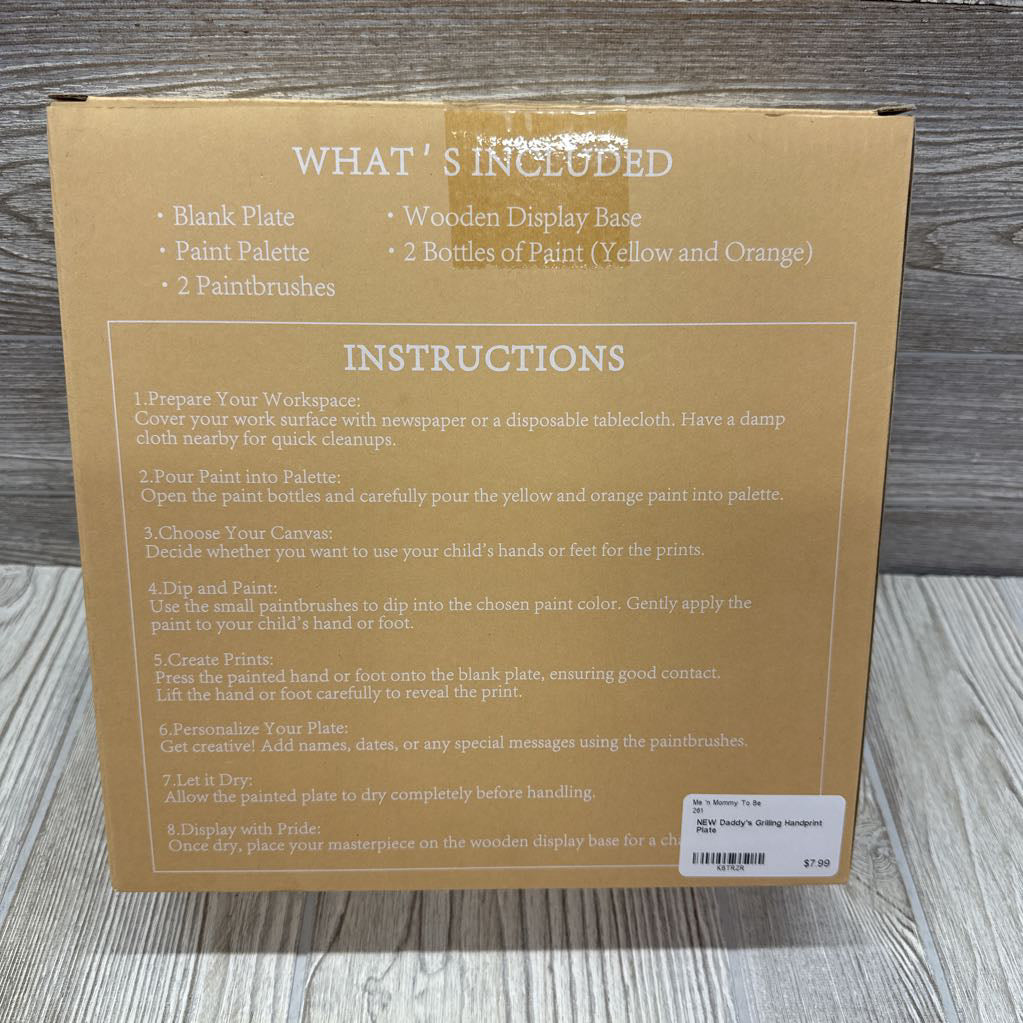 WHAT'S INCLUDED
· Blank Plate
· Wooden Display Base
· Paint Palette
· 2 Bottles of Paint (Yellow and Orange)
· 2 Paintbrushes
INSTRUCTIONS
1.Prepare Your Workspace:
Cover your work surface with newspaper or a disposable tablecloth. Have a damp
cloth nearby for quick cleanups.
2.Pour Paint into Palette:
Open the paint bottles and carefully pour the yellow and orange paint into palette.
3.Choose Your Canvas:
Decide whether you want to use your child's hands or feet for the prints.
4.Dip and Paint:
Use the small paintbrushes to dip into the chosen paint color. Gently apply the
paint to your child's hand or foot.
5.Create Prints:
Press the painted hand or foot onto the blank plate, ensuring good contact.
Lift the hand or foot carefully to reveal the print.
6.Personalize Your Plate:
Get creative! Add names, dates, or any special messages using the paintbrushes.
7.Let it Dry:
Allow the painted plate to dry completely before handling.
8.Display with Pride:
Once dry, place your masterpiece on the wooden display base for a
Me 'n Mommy To Be
261
NEW Daddy's Grilling Handprint
Plate
K8TRZR
$7.99